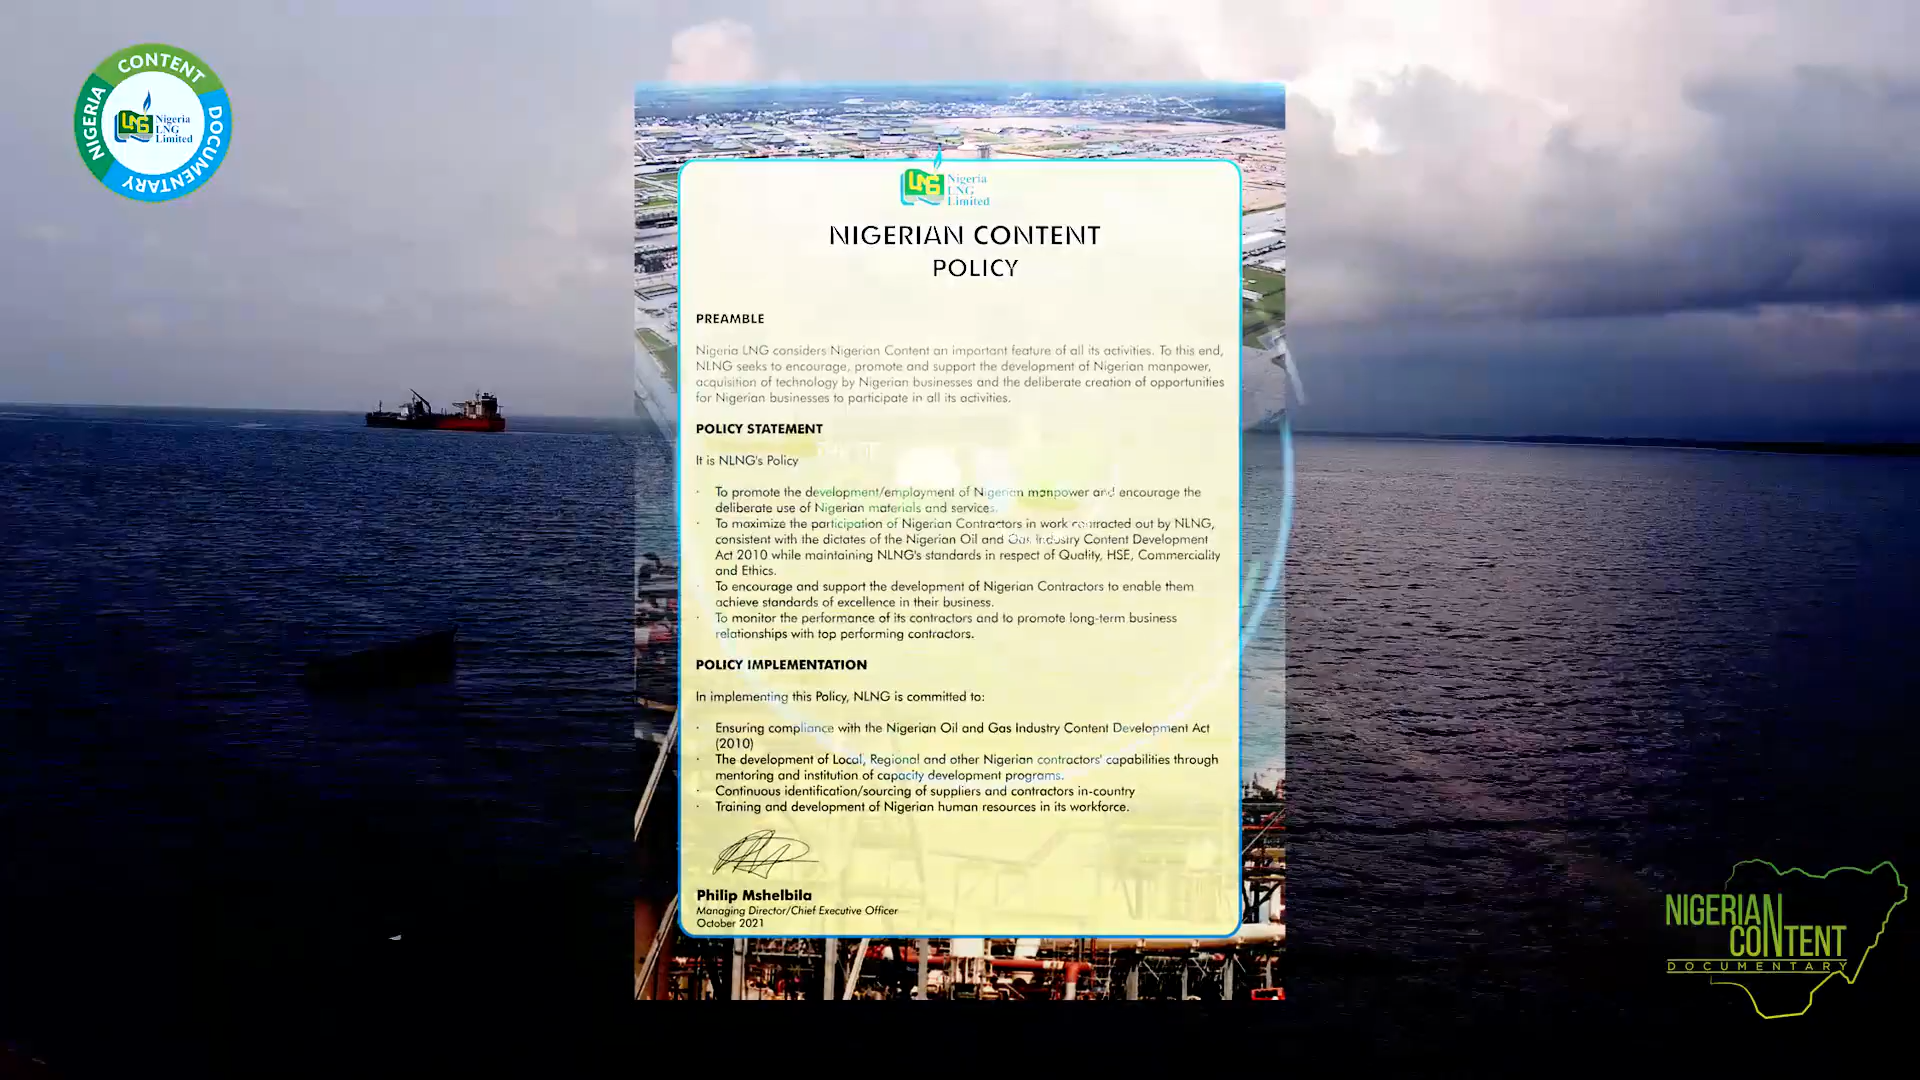 CONTENT
NIGERIA
DOCUMENTARY
LNG
Nigeria
LNG
Limited
LNG
Nigeria
LNG
Limited
NIGERIAN CONTENT
POLICY
PREAMBLE
Nigeria LNG considers Nigerian Content an important feature of all its activities. To this end,
NLNG seeks to encourage, promote and support the development of Nigerian manpower,
acquisition of technology by Nigerian businesses and the deliberate creation of opportunities
for Nigerian businesses to participate in all its activities.
POLICY STATEMENT
It is NLNG's Policy
· To promote the development/employment of Nigerian manpower and encourage the
deliberate use of Nigerian materials and services.
· To maximize the participation of Nigerian Contractors in work contracted out by NLNG,
consistent with the dictates of the Nigerian Oil and Gas Industry Content Development
Act 2010 while maintaining NLNG's standards in respect of Quality, HSE, Commerciality
and Ethics.
· To encourage and support the development of Nigerian Contractors to enable them
achieve standards of excellence in their business.
· To monitor the performance of its contractors and to promote long-term business
relationships with top performing contractors.
POLICY IMPLEMENTATION
In implementing this Policy, NLNG is committed to:
· Ensuring compliance with the Nigerian Oil and Gas Industry Content Development Act
(2010)
· The development of Local, Regional and other Nigerian contractors' capabilities through
mentoring and institution of capacity development programs.
· Continuous identification/sourcing of suppliers and contractors in-country
· Training and development of Nigerian human resources in its workforce.
Philip Mshelbila
Managing Director/Chief Executive Officer
October 2021
NIGERIAN
CONTENT
DOCUMENTARY